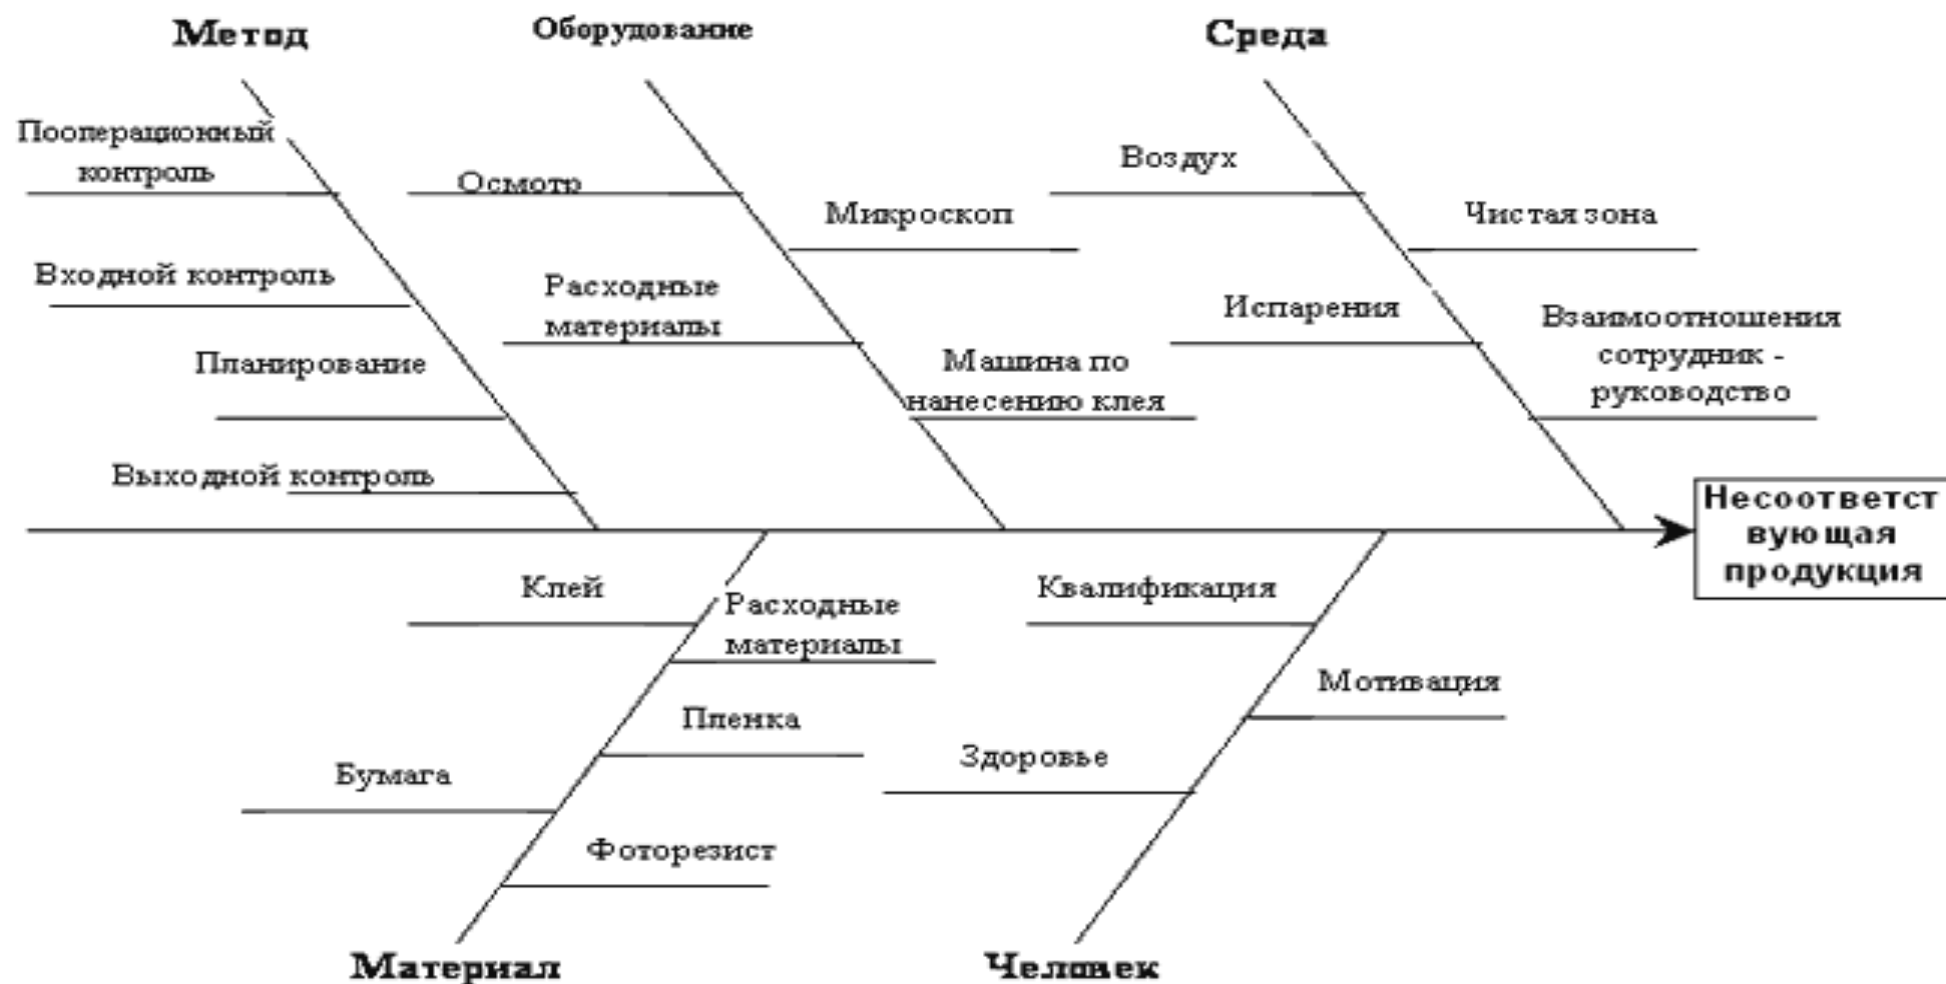 Метод
Оборудование
Среда
Пооперационный
контроль
Осмотр
Воздух
Микроскоп
Чистая зона
Входной контроль
Расходные
материалы
Испарения
Взаимоотношения
сотрудник -
руководство
Планирование
Машина по
нанесению клея
Выходной контроль
Несоответст
вующая
продукция
Клей
Расходные
материалы
Квалификация
Мотивация
Пленка
Бумага
Здоровье
Фоторезист
Материал
Человек